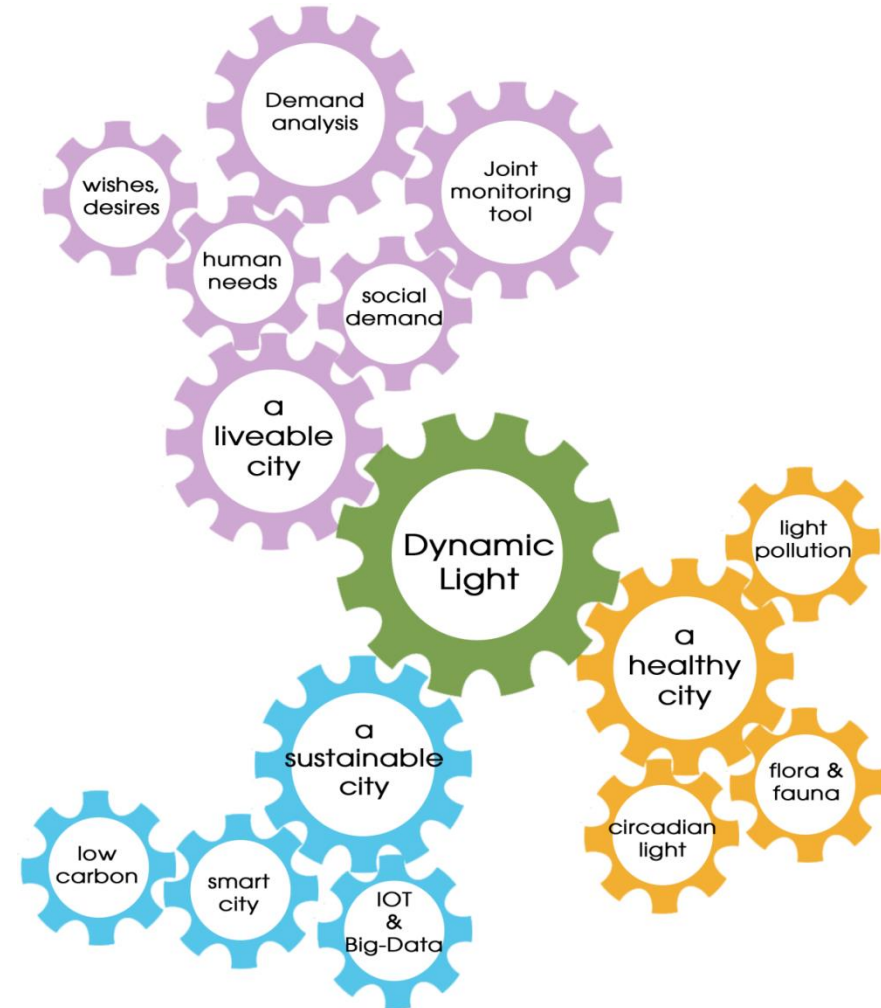 Demand
analysis
Joint
monitoring
tool
wishes,
desires
human
needs
social
demand
a
liveable
city
Dynamic
Light
light
pollution
a
healthy
city
flora &
fauna
circadian
light
a
sustainable
city
low
carbon
smart
city
IOT
&
Big-Data